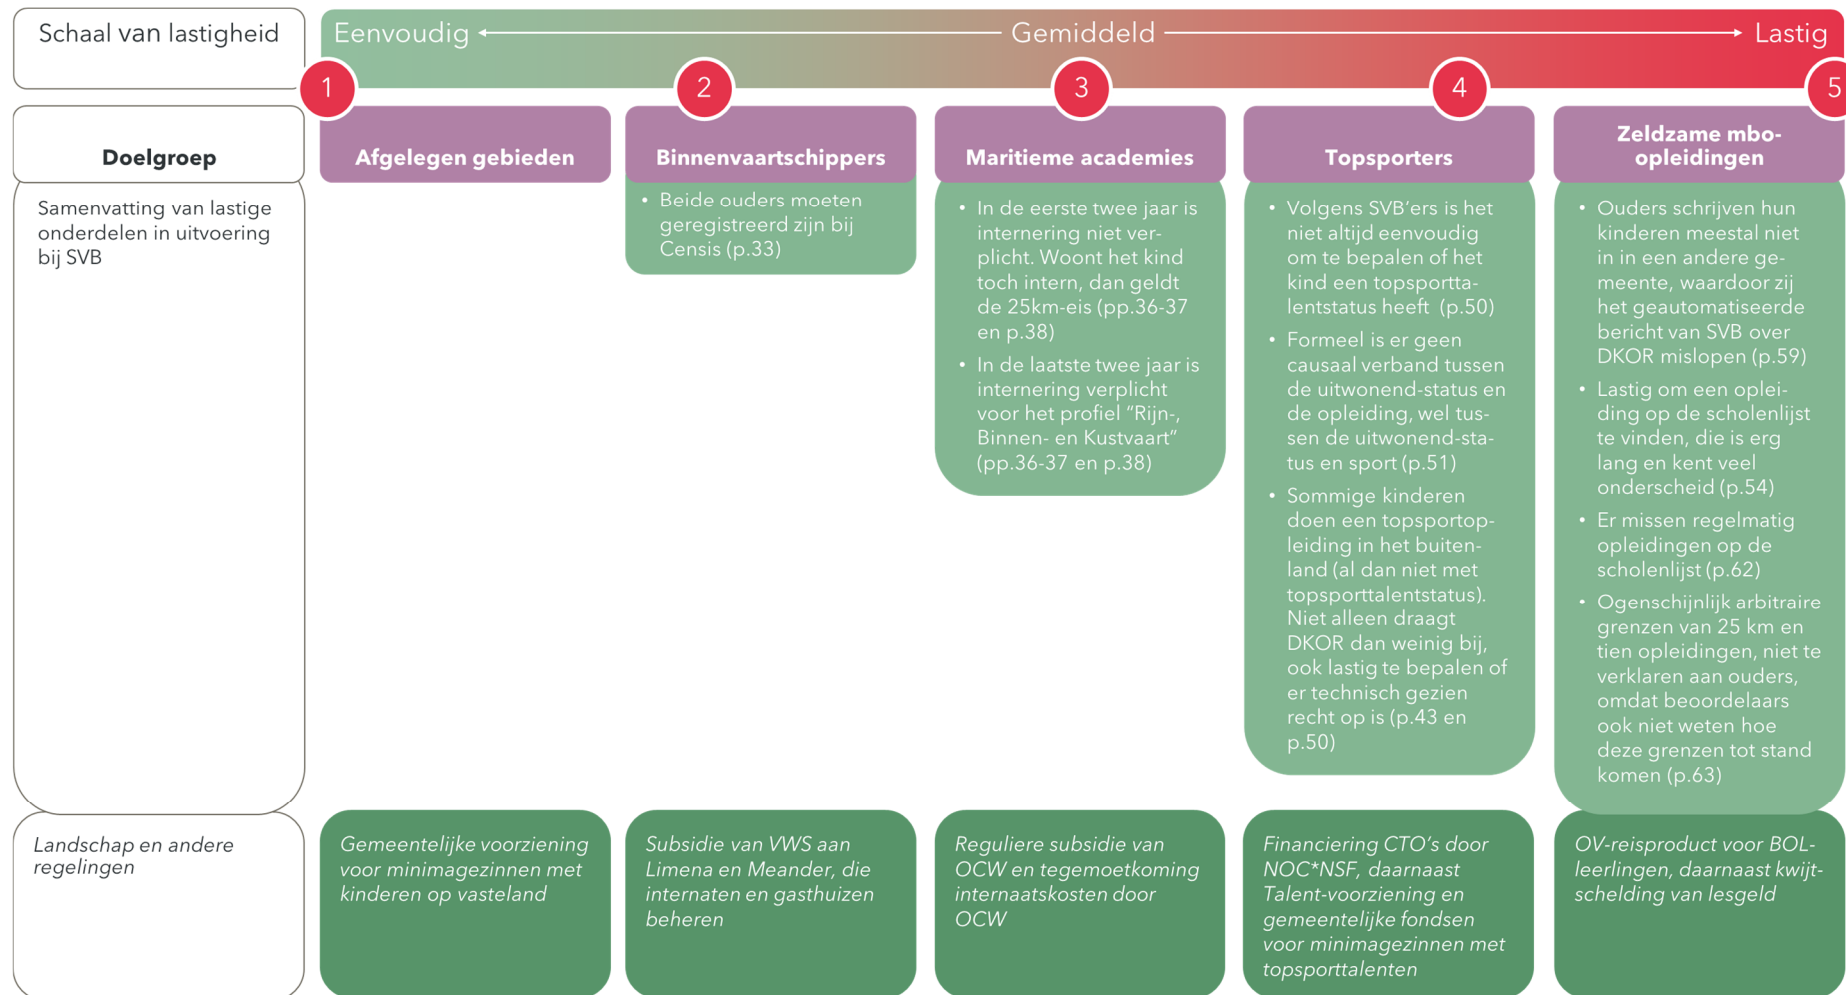 Schaal van lastigheid
Eenvoudig
Gemiddeld
Lastig
1
2
3
4
5
Doelgroep
Afgelegen gebieden
Binnenvaartschippers
Maritieme academies
Topsporters
Zeldzame mbo-
opleidingen
Samenvatting van lastige
onderdelen in uitvoering
bij SVB
• Beide ouders moeten
geregistreerd zijn bij
Censis (p.33)
• In de eerste twee jaar is
internering niet ver-
plicht. Woont het kind
toch intern, dan geldt
de 25km-eis (pp.36-37
en p.38)
• In de laatste twee jaar is
internering verplicht
voor het profiel “Rijn-,
Binnen- en Kustvaart”
(pp.36-37 en p.38)
• Volgens SVB’ers is het
niet altijd eenvoudig
om te bepalen of het
kind een topsportta-
lentstatus heeft (p.50)
• Formeel is er geen
causaal verband tussen
de uitwonend-status en
de opleiding, wel tus-
sen de uitwonend-sta-
tus en sport (p.51)
• Sommige kinderen
doen een topsportop-
leiding in het buiten-
land (al dan niet met
topsporttalentstatus).
Niet alleen draagt
DKOR dan weinig bij,
ook lastig te bepalen of
er technisch gezien
recht op is (p.43 en
p.50)
• Ouders schrijven hun
kinderen meestal niet
in in een andere ge-
meente, waardoor zij
het geautomatiseerde
bericht van SVB over
DKOR mislopen (p.59)
• Lastig om een oplei-
ding op de scholenlijst
te vinden, die is erg
lang en kent veel
onderscheid (p.54)
• Er missen regelmatig
opleidingen op de
scholenlijst (p.62)
• Ogenschijnlijk arbitraire
grenzen van 25 km en
tien opleidingen, niet te
verklaren aan ouders,
omdat beoordelaars
ook niet weten hoe
deze grenzen tot stand
komen (p.63)
Landschap en andere
regelingen
Gemeentelijke voorziening
voor minimagezinnen met
kinderen op vasteland
Subsidie van VWS aan
Limena en Meander, die
internaten en gasthuizen
beheren
Reguliere subsidie van
OCW en tegemoetkoming
internaatskosten door
OCW
Financiering CTO’s door
NOC*NSF, daarnaast
Talent-voorziening en
gemeentelijke fondsen
voor minimagezinnen met
topsporttalenten
OV-reisproduct voor BOL-
leerlingen, daarnaast kwijt-
schelding van lesgeld